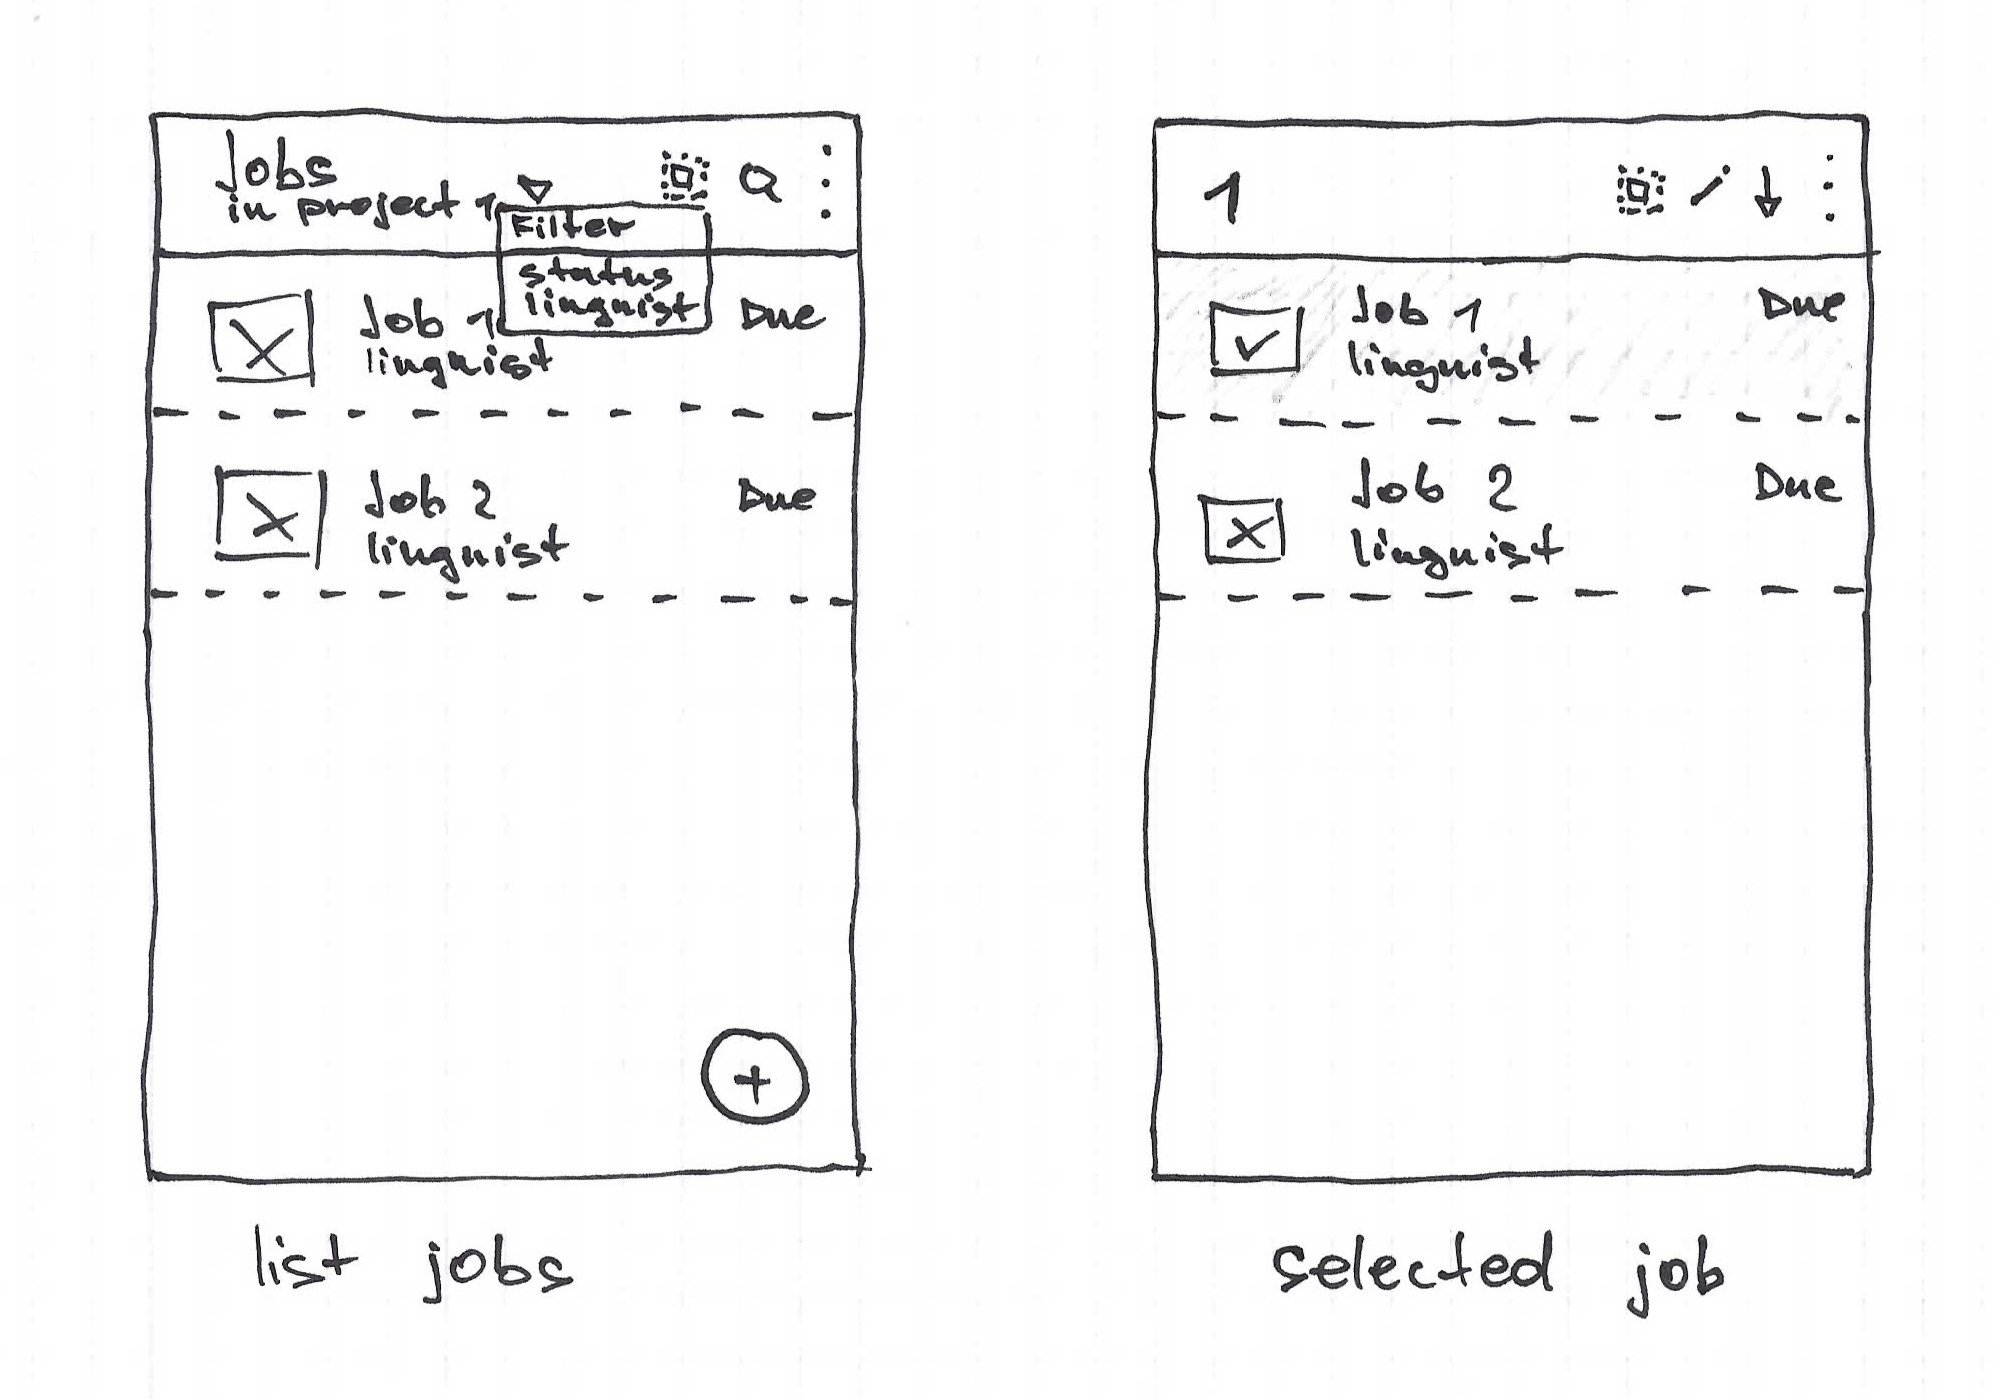 Jobs
in project 1
Filter
status
linguist
Job 1
linguist
Due
Job 2
linguist
Due
list jobs
1
Job 1
linguist
Due
Job 2
linguist
Due
selected job